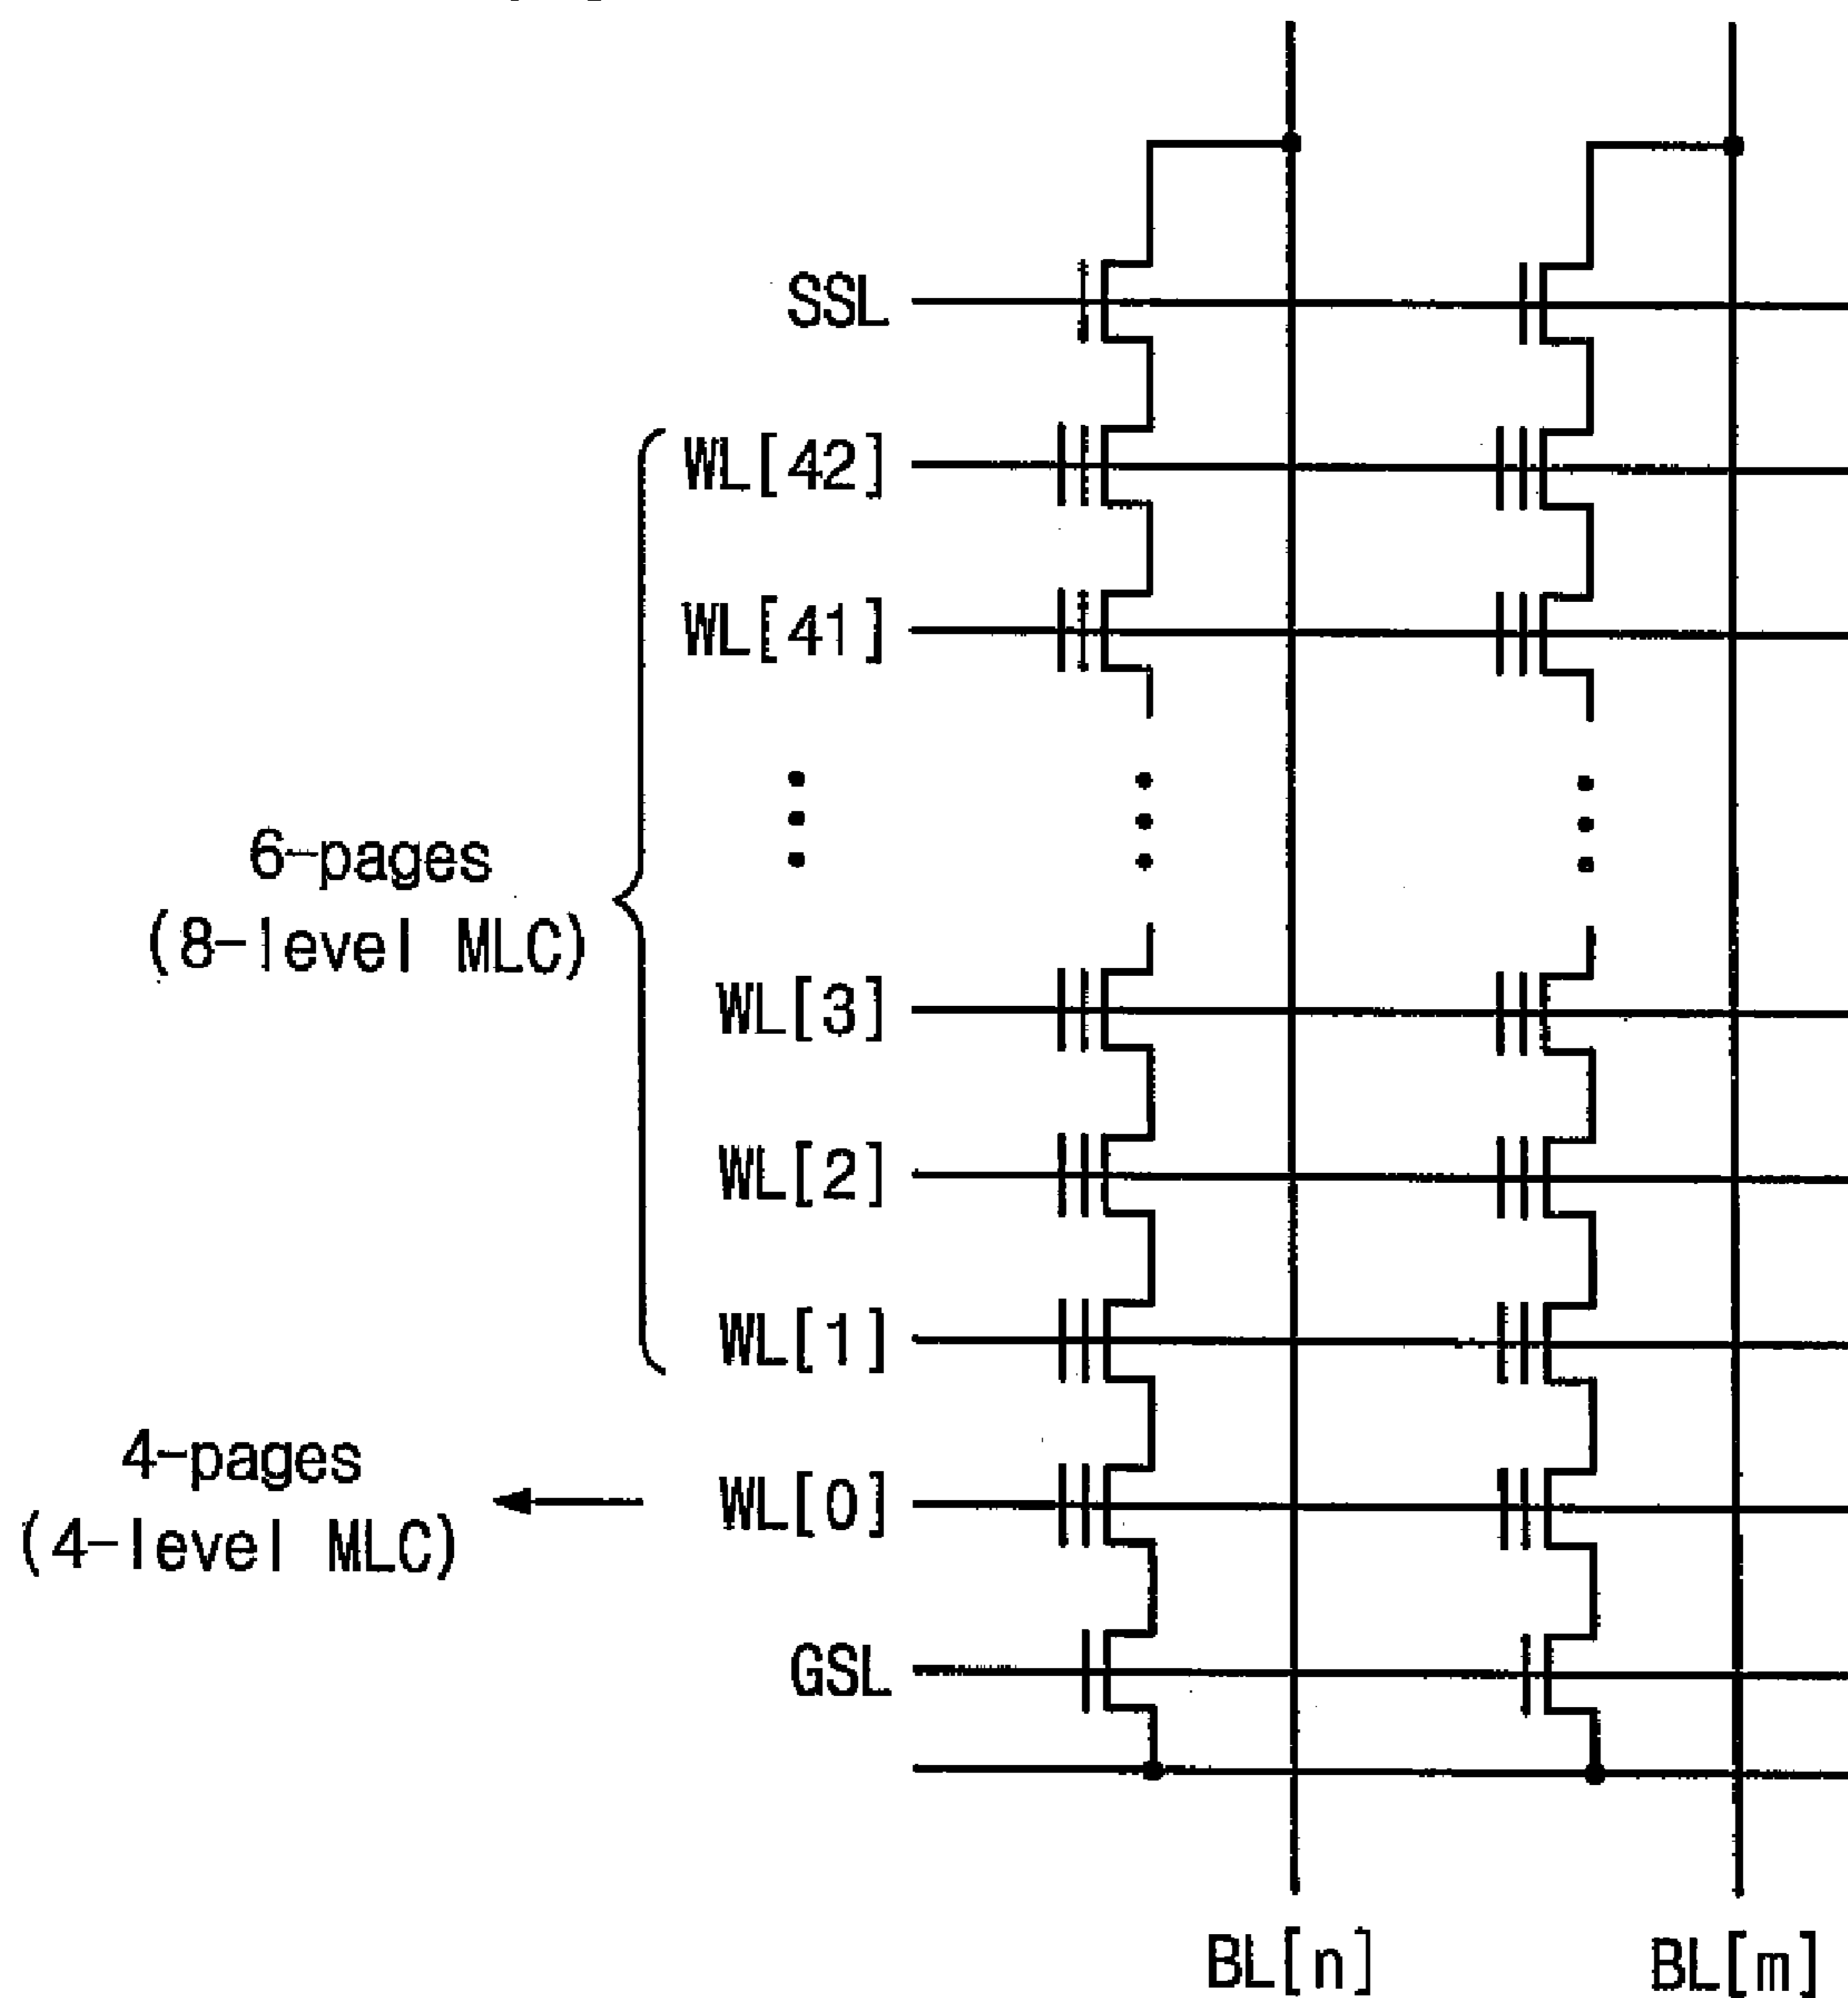 SSL
WL[42]
WL[41]
6-pages
(8-level MLC)
WL[3]
WL[2]
WL[1]
4-pages
(4-level MLC)
WL[0]
GSL
BL[n]
BL[m]